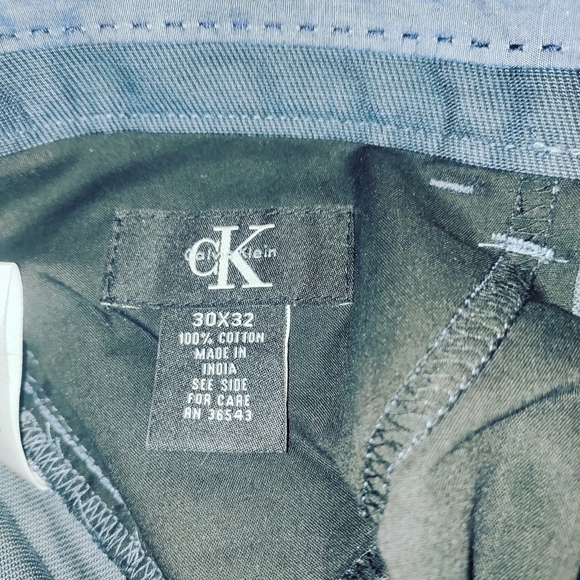 cK
Calvin Klein
30X32
100% COTTON
MADE IN
INDIA
SEE SIDE
FOR CARE
RN 36543